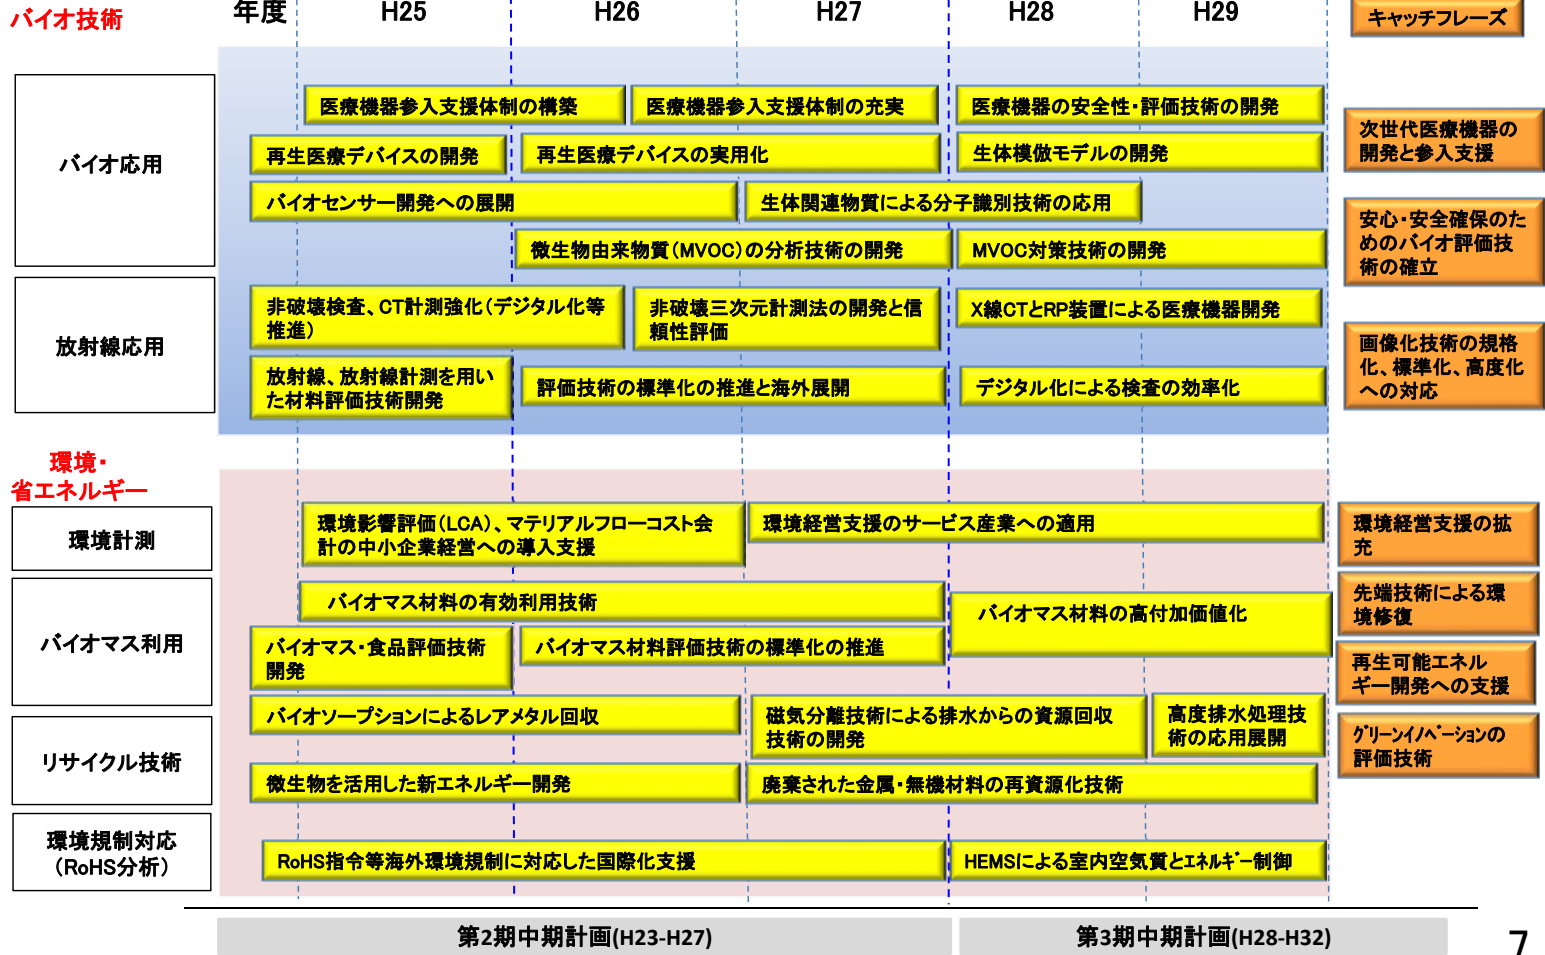 バイオ技術
年度 H25 H26 H27 H28 H29
キャッチフレーズ
バイオ応用
医療機器参入支援体制の構築
医療機器参入支援体制の充実
医療機器の安全性・評価技術の開発
再生医療デバイスの開発
再生医療デバイスの実用化
生体模倣モデルの開発
バイオセンサー開発への展開
生体関連物質による分子識別技術の応用
微生物由来物質(MVOC)の分析技術の開発
MVOC対策技術の開発
次世代医療機器の
開発と参入支援
安心・安全確保のた
めのバイオ評価技
術の確立
放射線応用
非破壊検査、CT計測強化(デジタル化等
推進)
非破壊三次元計測法の開発と信
頼性評価
X線CTとRP装置による医療機器開発
放射線、放射線計測を用い
た材料評価技術開発
評価技術の標準化の推進と海外展開
デジタル化による検査の効率化
画像化技術の規格
化、標準化、高度化
への対応
環境・
省エネルギー
環境計測
環境影響評価(LCA)、マテリアルフローコスト会
計の中小企業経営への導入支援
環境経営支援のサービス産業への適用
環境経営支援の拡
充
バイオマス利用
バイオマス材料の有効利用技術
バイオマス材料の高付加価値化
バイオマス・食品評価技術
開発
バイオマス材料評価技術の標準化の推進
先端技術による環
境修復
再生可能エネル
ギー開発への支援
リサイクル技術
バイオソープションによるレアメタル回収
磁気分離技術による排水からの資源回収
技術の開発
高度排水処理技
術の応用展開
微生物を活用した新エネルギー開発
廃棄された金属・無機材料の再資源化技術
グリーンイノベーションの
評価技術
環境規制対応
(RoHS分析)
RoHS指令等海外環境規制に対応した国際化支援
HEMSによる室内空気質とエネルギー制御
第2期中期計画(H23-H27)
第3期中期計画(H28-H32)
7